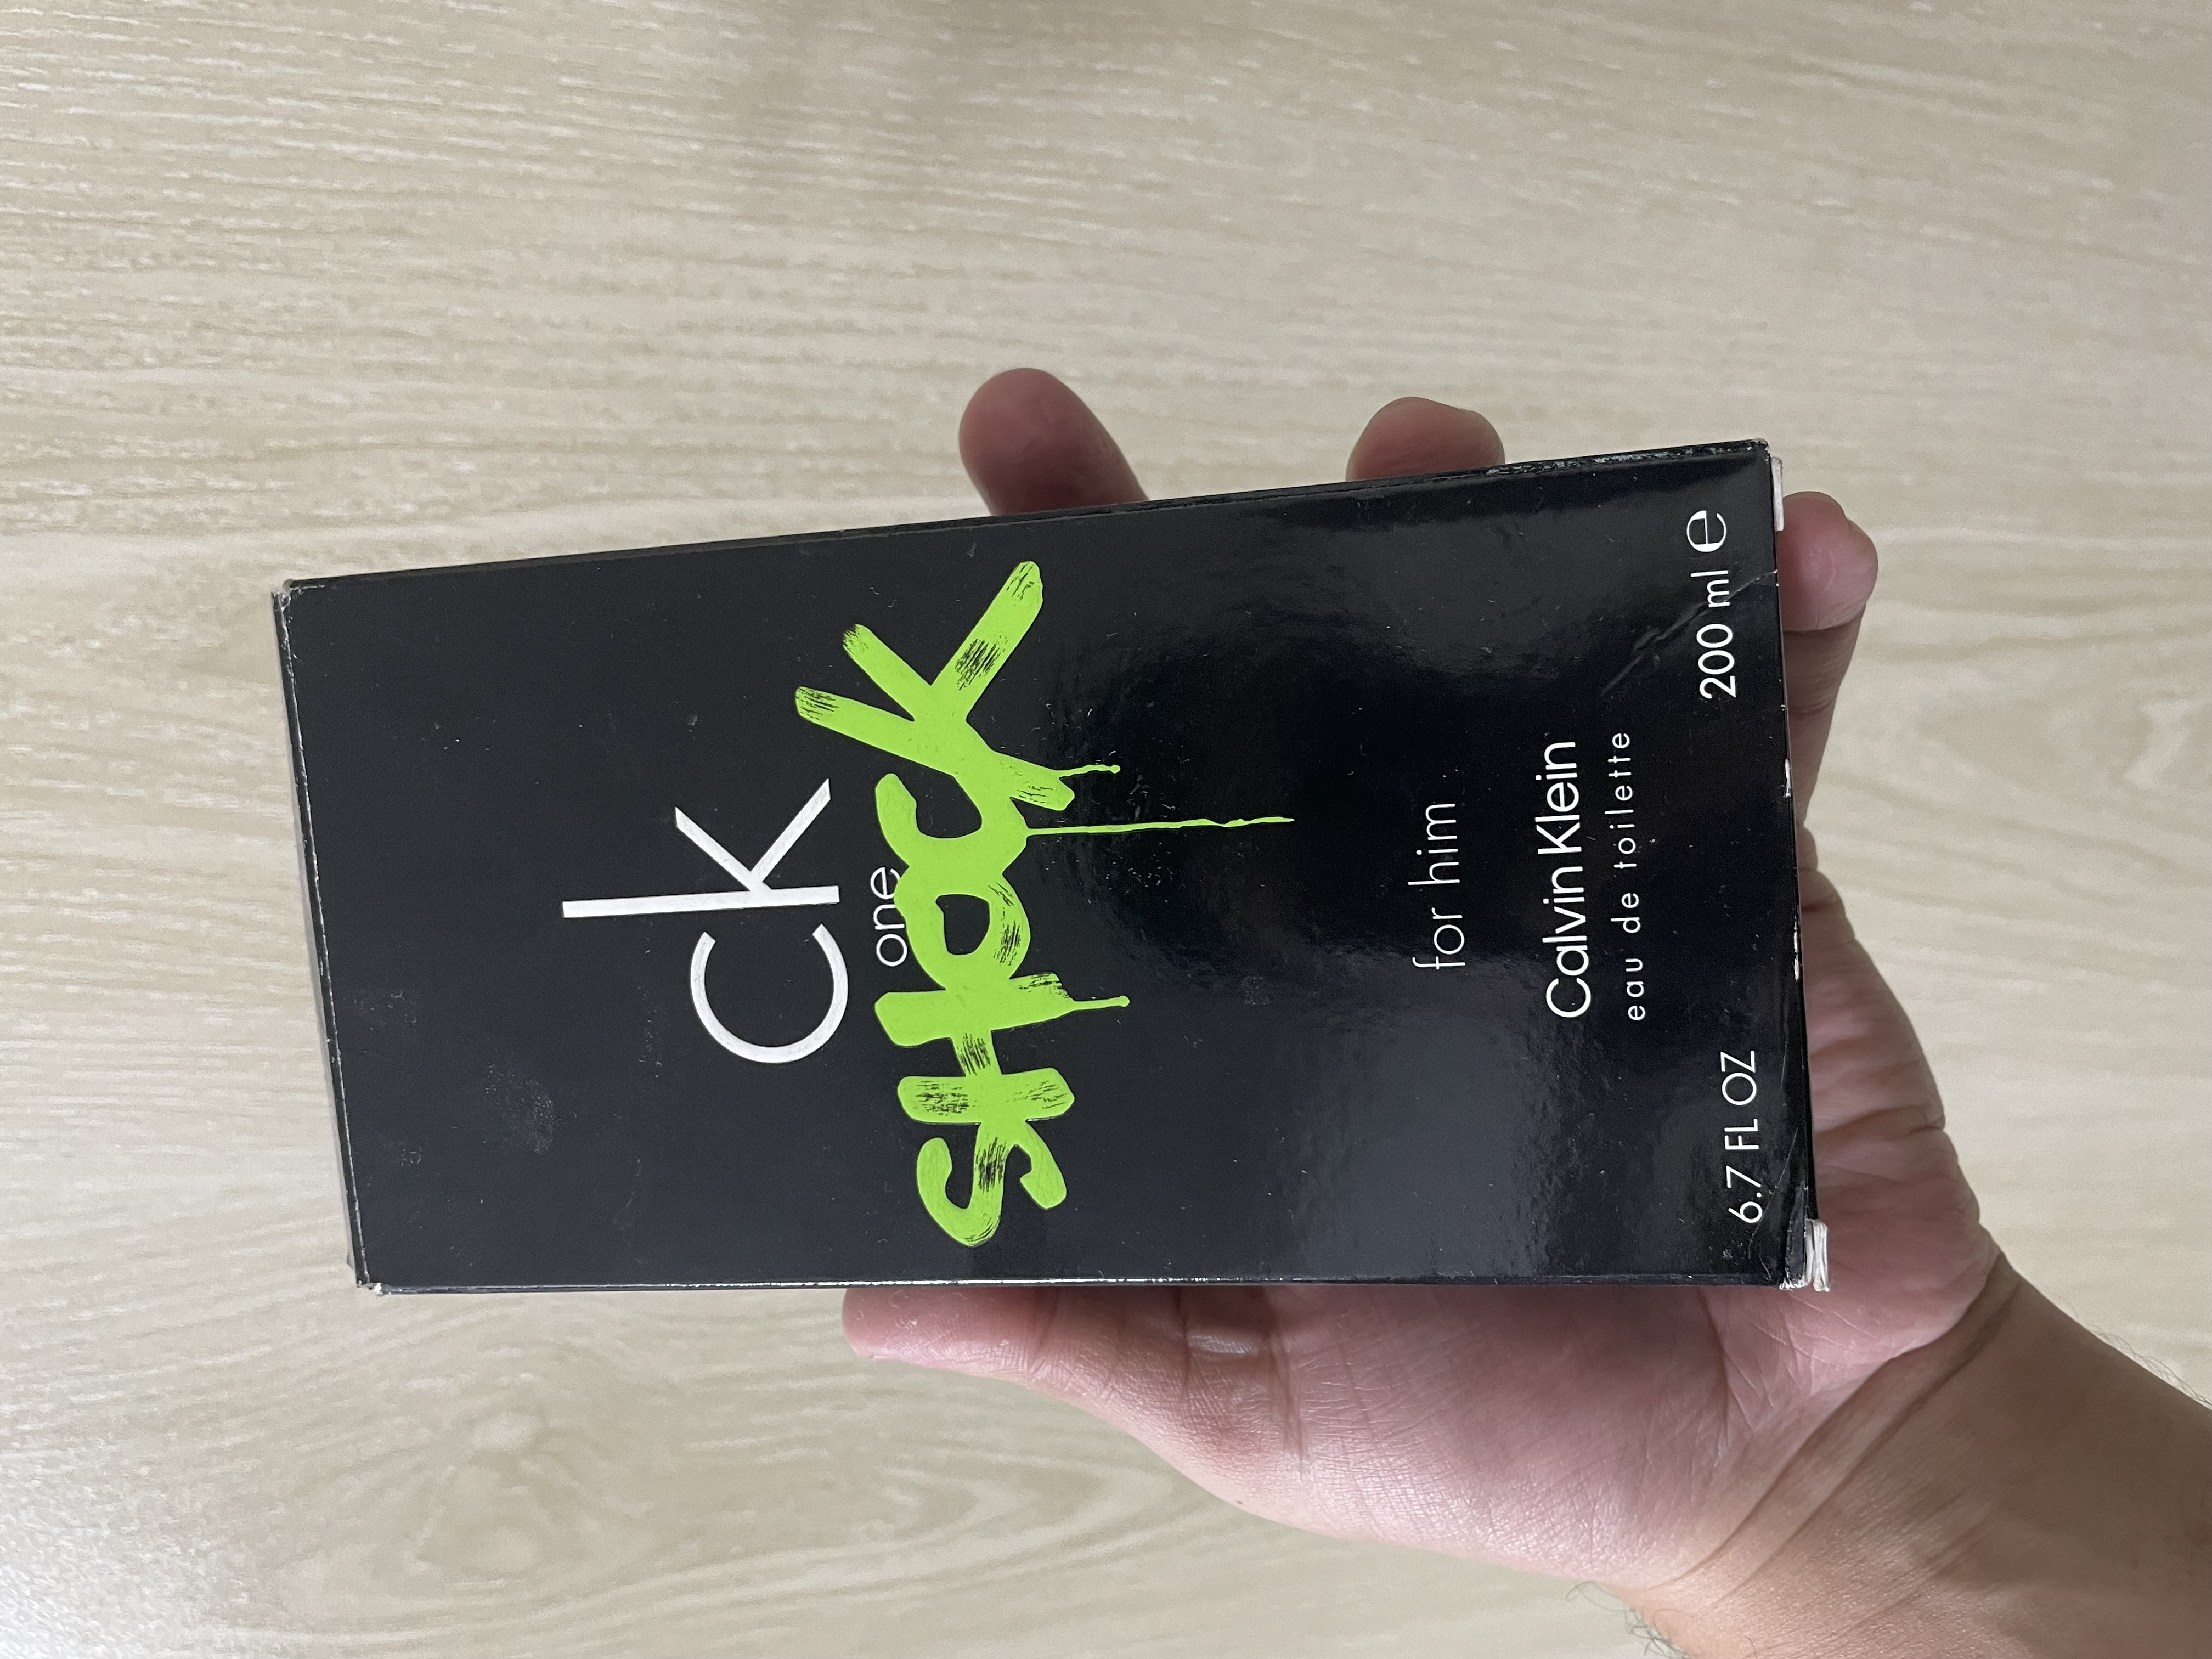 ck
one
SHOCK
for him
Calvin Klein
eau de toilette
6.7 FL OZ 200 ml e